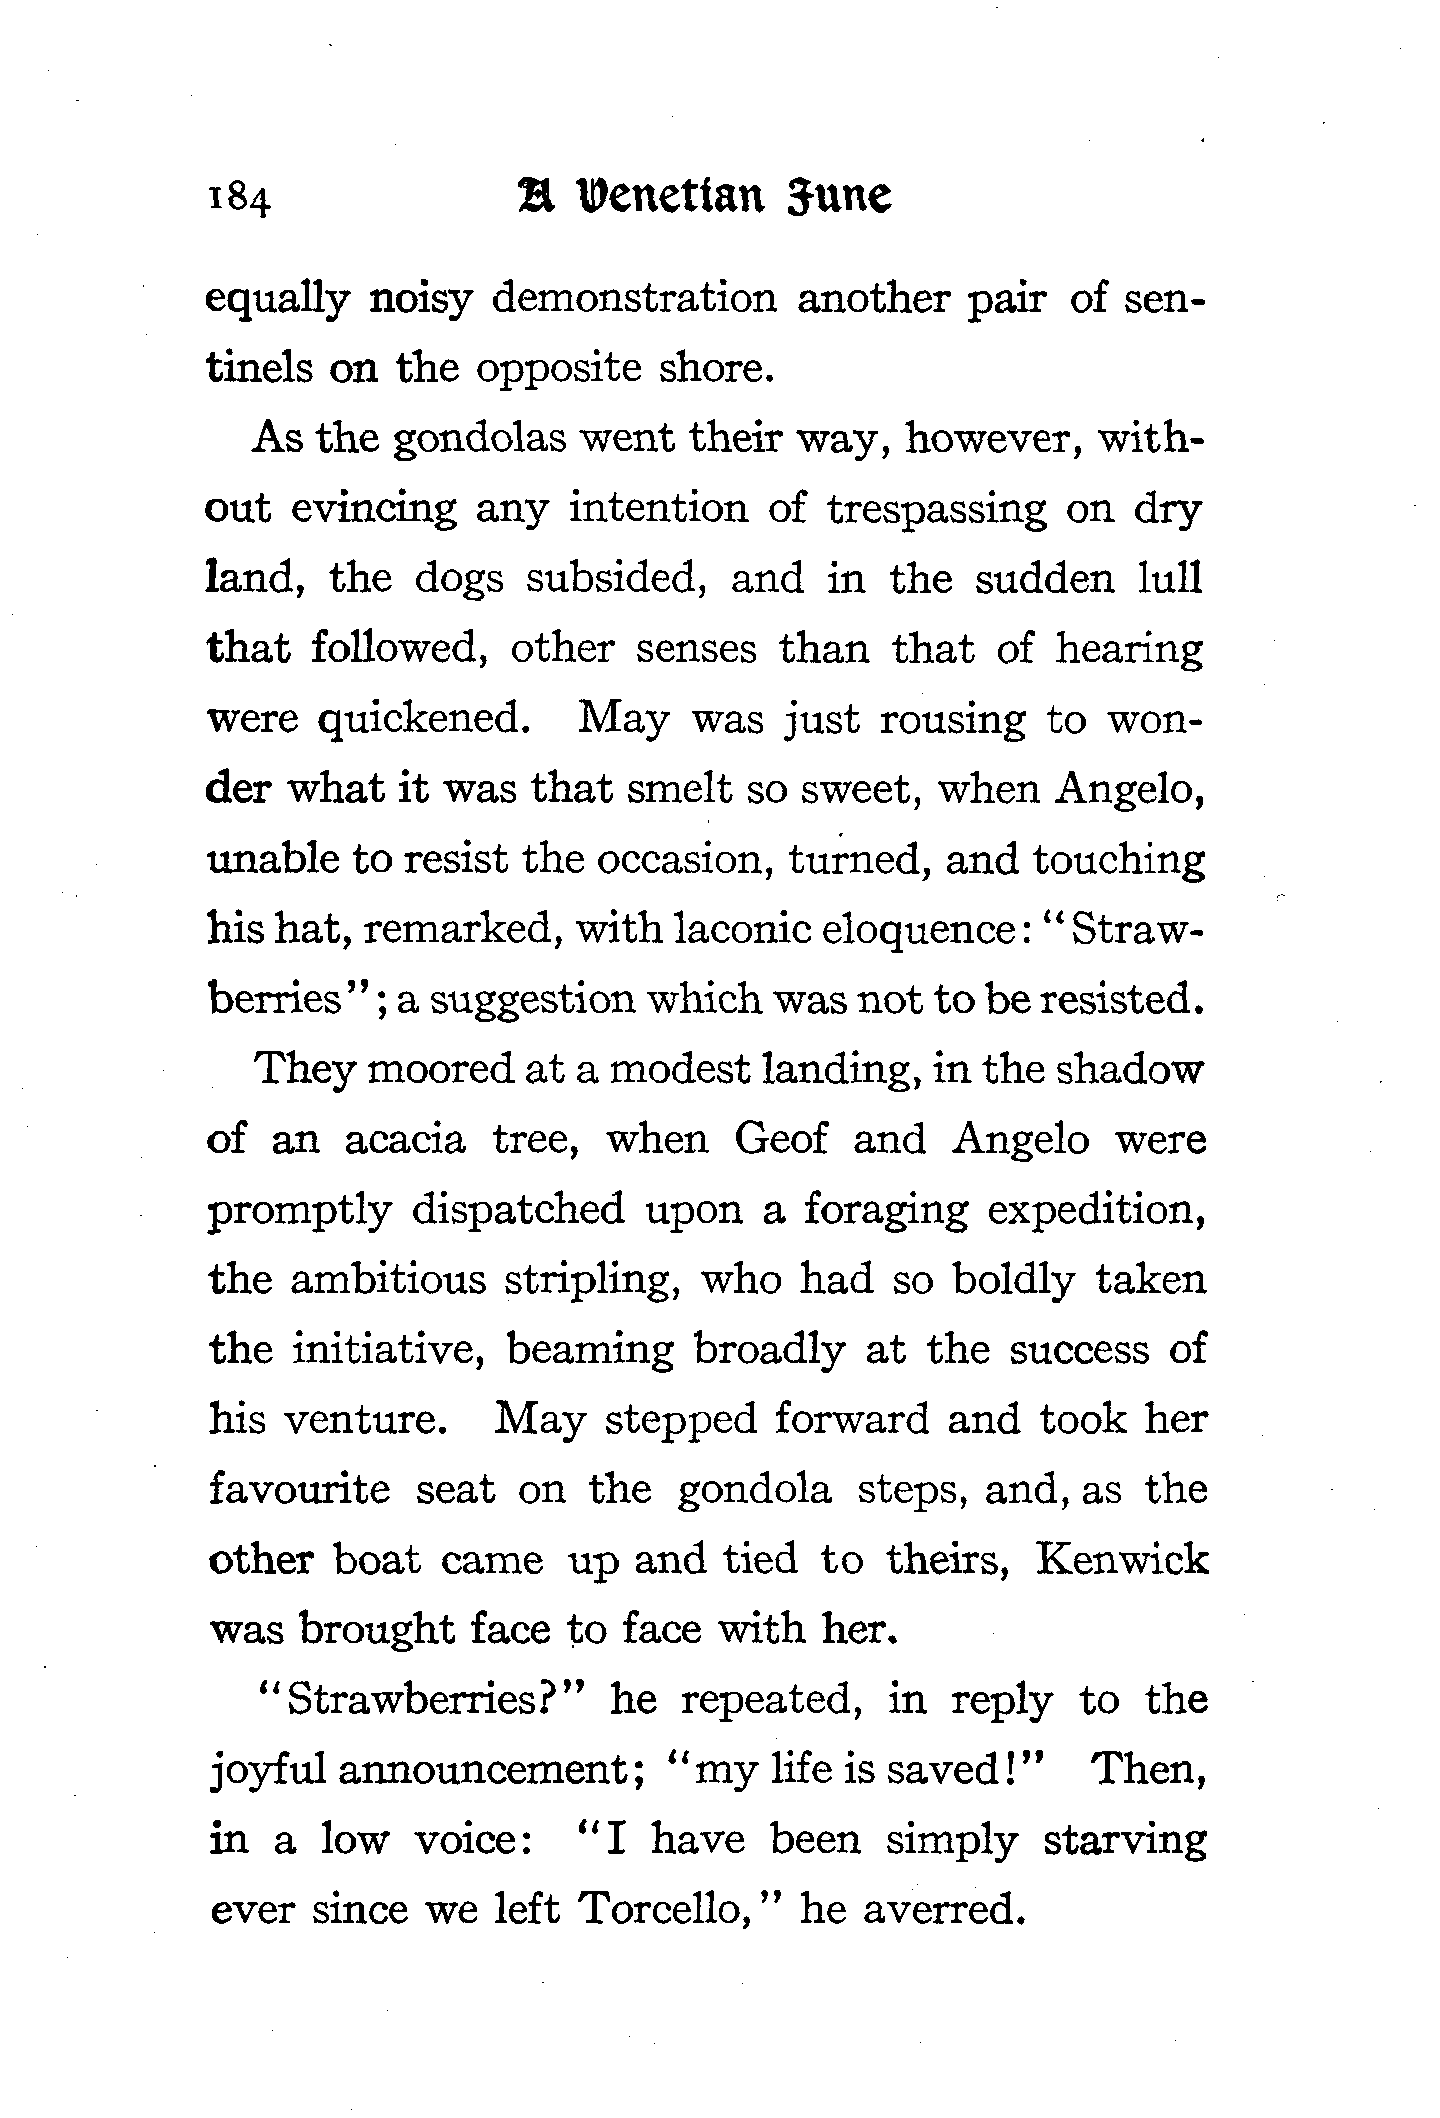 184 A Venetian June
equally noisy demonstration another pair of sen-
tinels on the opposite shore.
As the gondolas went their way, however, with-
out evincing any intention of trespassing on dry
land, the dogs subsided, and in the sudden lull
that followed, other senses than that of hearing
were quickened. May was just rousing to won-
der what it was that smelt so sweet, when Angelo,
unable to resist the occasion, turned, and touching
his hat, remarked, with laconic eloquence: "Straw-
berries"; a suggestion which was not to be resisted.
They moored at a modest landing, in the shadow
of an acacia tree, when Geof and Angelo were
promptly dispatched upon a foraging expedition,
the ambitious stripling, who had so boldly taken
the initiative, beaming broadly at the success of
his venture. May stepped forward and took her
favourite seat on the gondola steps, and, as the
other boat came up and tied to theirs, Kenwick
was brought face to face with her.
"Strawberries?" he repeated, in reply to the
joyful announcement; "my life is saved!" Then,
in a low voice: "I have been simply starving
ever since we left Torcello," he averred.